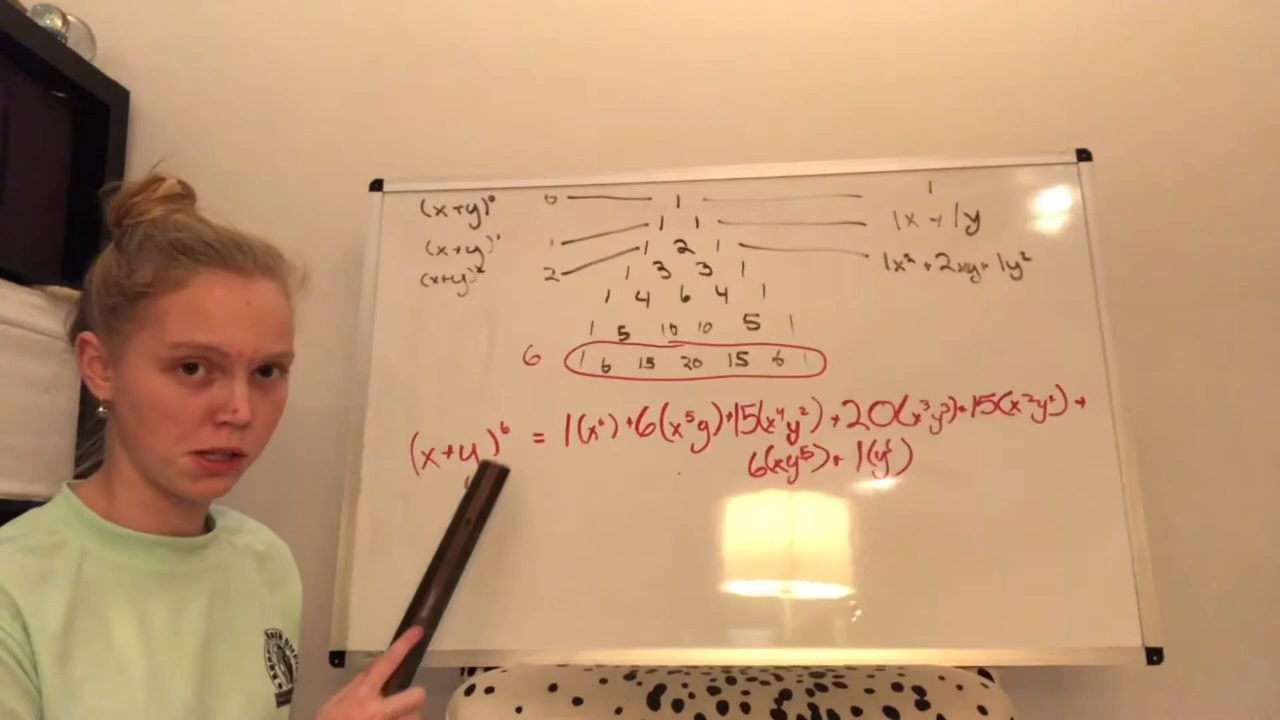 (x+y)⁰ 0 1 1
(x+y)¹ 1 1 1 1x + 1y
(x+y)² 2 1 2 1 1x² + 2xy + 1y²
1 3 3 1
1 4 6 4 1
1 5 10 10 5 1
6 1 6 15 20 15 6 1
(x+y)⁶ = 1(x⁶) + 6(x⁵y) + 15(x⁴y²) + 20(x³y³) + 15(x²y⁴) +
6(xy⁵) + 1(y⁶)